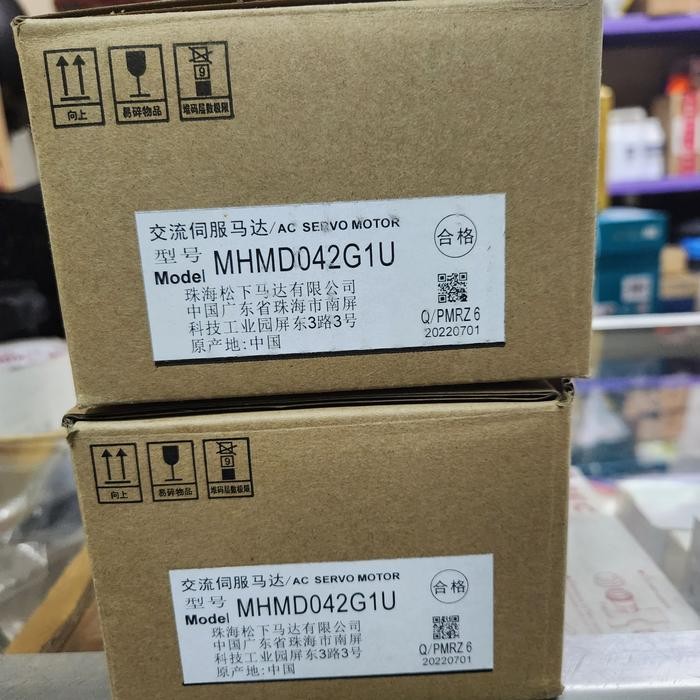 向上
易碎物品
9
堆码层数极限
交流伺服马达/AC SERVO MOTOR
合格
型号
Model MHMD042G1U
珠海松下马达有限公司
中国广东省珠海市南屏
科技工业园屏东3路3号
原产地:中国
Q/PMRZ 6
20220701
向上
易碎物品
9
堆码层数极限
交流伺服马达/AC SERVO MOTOR
合格
型号
Model MHMD042G1U
珠海松下马达有限公司
中国广东省珠海市南屏
科技工业园屏东3路3号
原产地:中国
Q/PMRZ 6
20220701